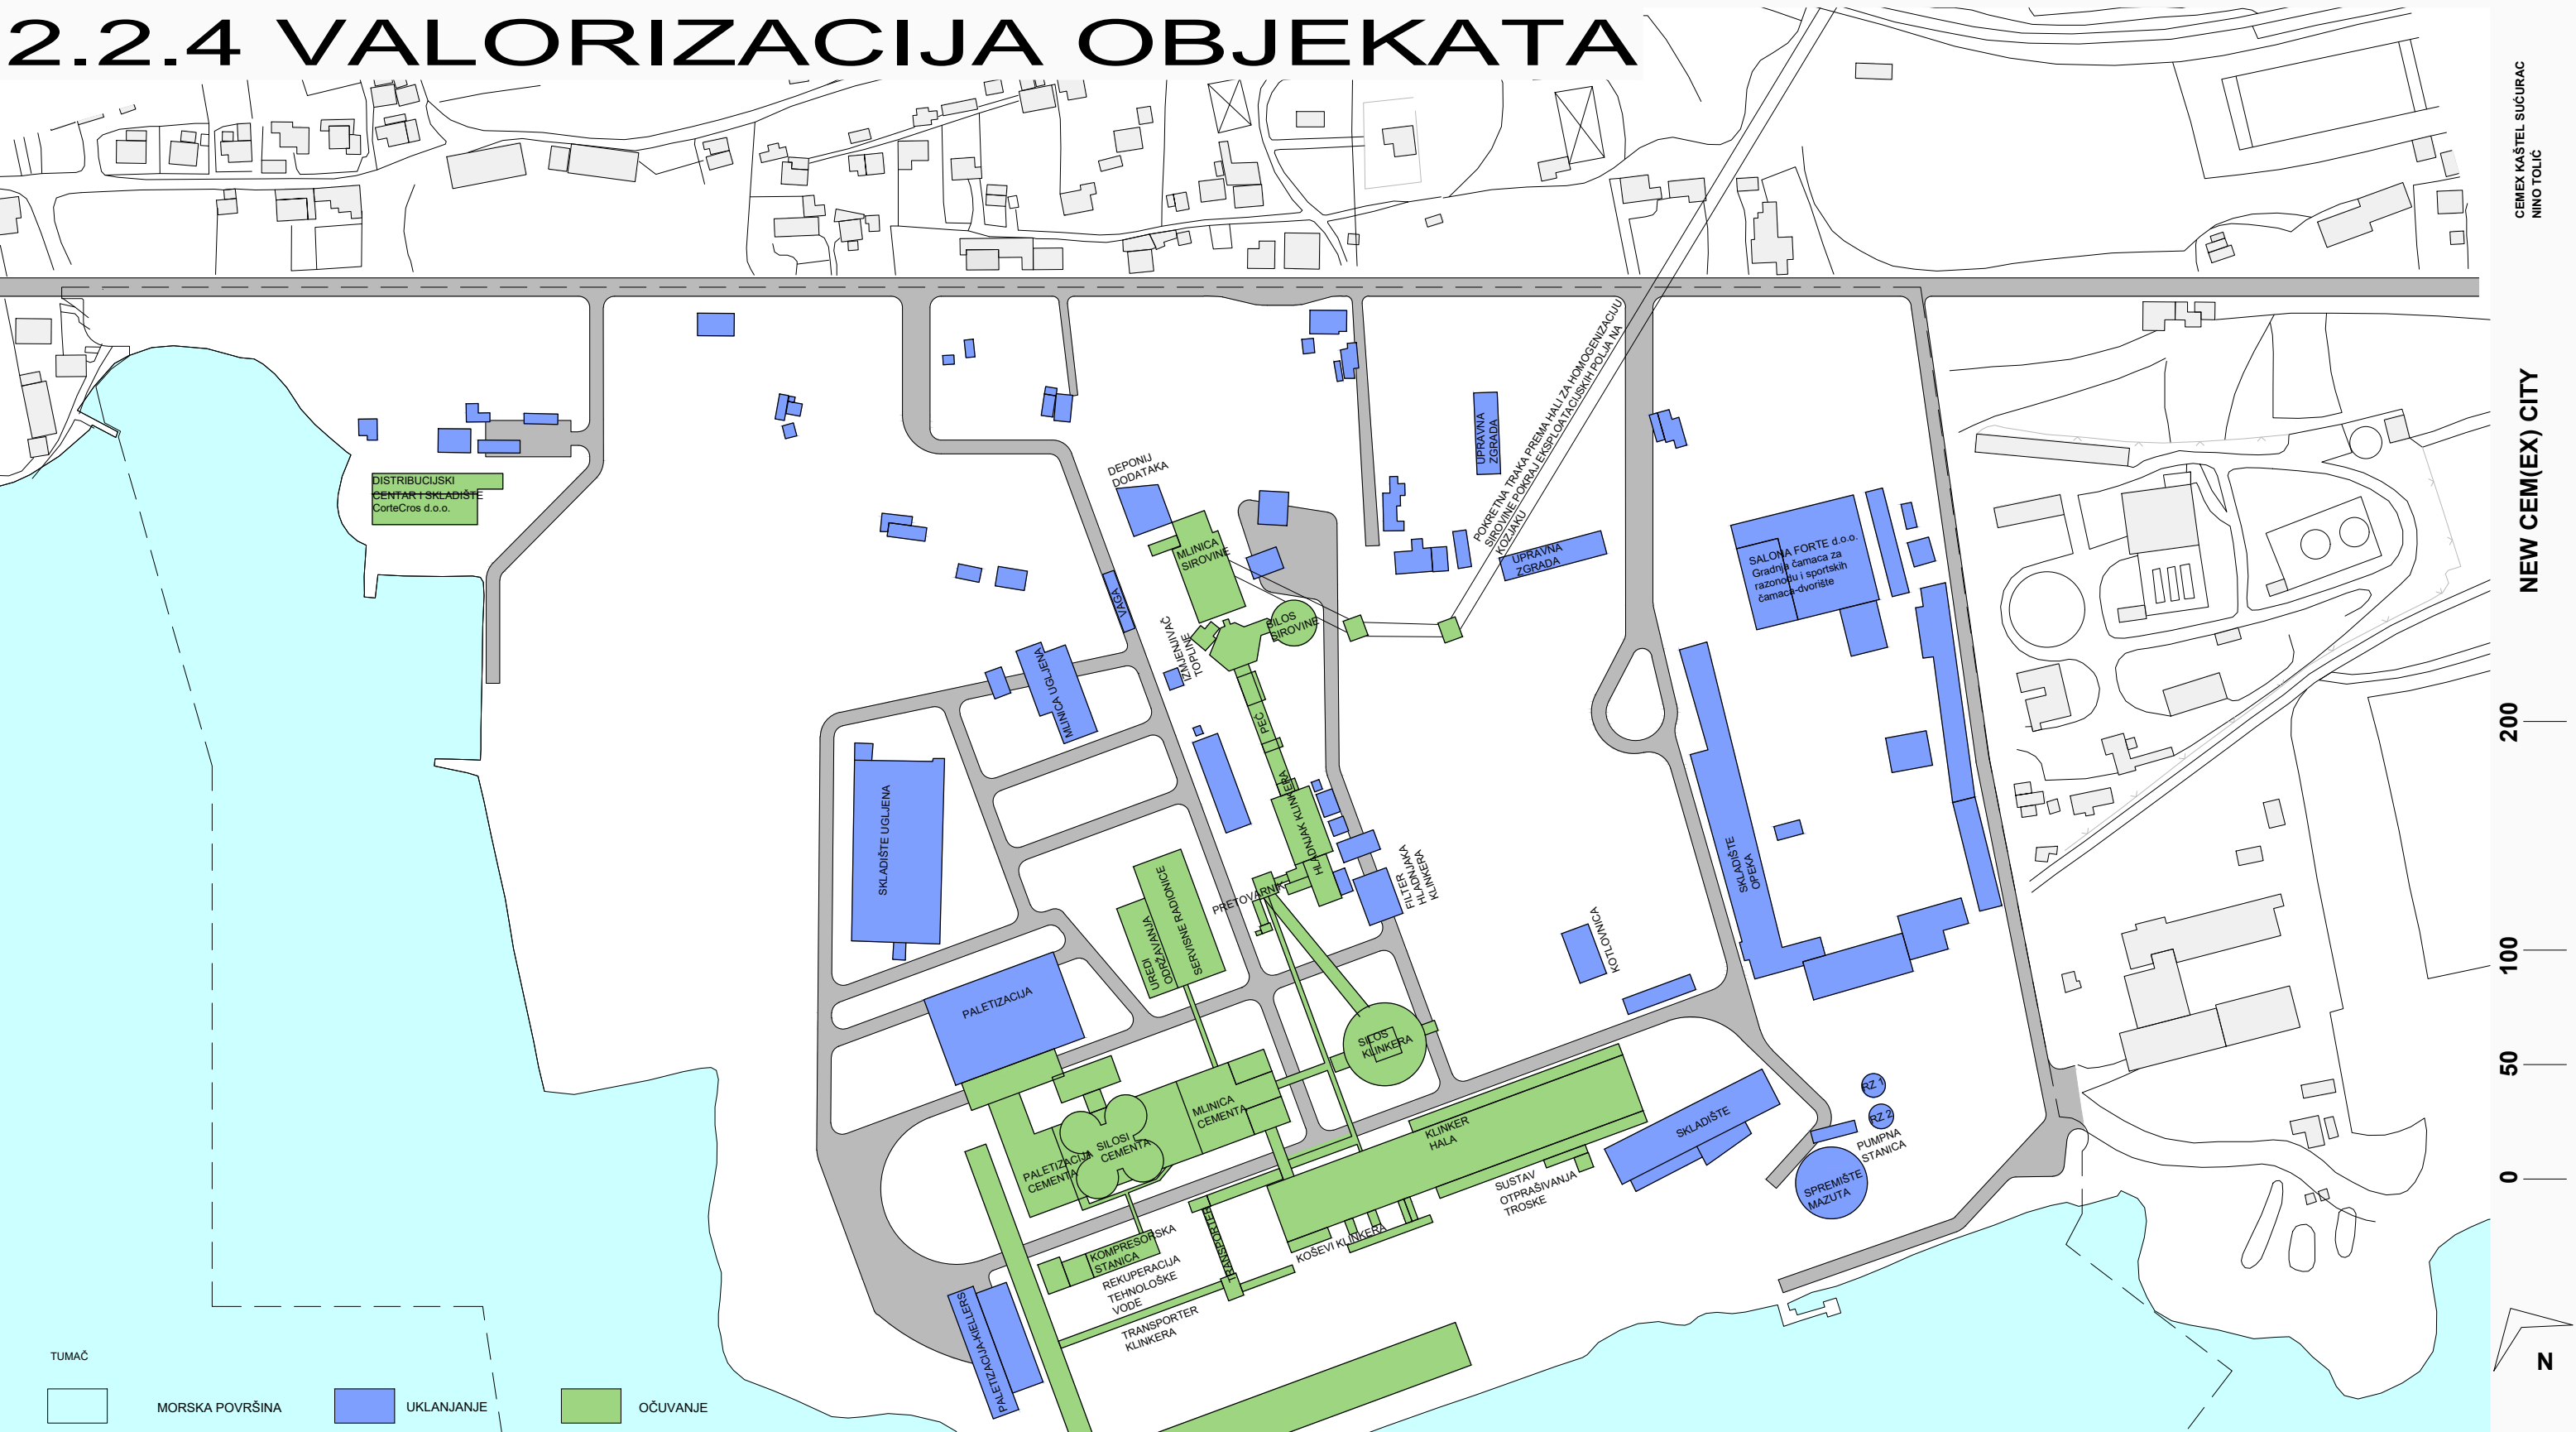 2.2.4 VALORIZACIJA OBJEKATA
CEMEX KAŠTEL SUĆURAC
NINO TOLIĆ
NEW CEM(EX) CITY
200
100
50
0
N
DISTRIBUCIJSKI
CENTAR I SKLADIŠTE
CorteCros d.o.o.
DEPONIJ
DODATAKA
MLINICA
SIROVINE
SILOS
SIROVINE
VAGA
IZMJENJIVAČ
TOPLINE
MLINICA UGLJENA
PEĆ
HLADNJAK KLINKERA
UPRAVNA
ZGRADA
POKRETNA TRAKA PREMA HALI ZA HOMOGENIZACIJU
SIROVINE POKRAJ EKSPLOATACIJSKIH POLJA NA
KOZJAKU
UPRAVNA
ZGRADA
SALONA FORTE d.o.o.
Gradnja čamaca za
razonodu i sportskih
čamaca-dvorište
SKLADIŠTE UGLJENA
SKLADIŠTE
OPEKA
FILTER
HLADNJAKA
KLINKERA
PRETOVARNIK
UREDI
ODRŽAVANJA
SERVISNE RADIONICE
KOTLOVNICA
PALETIZACIJA
SILOS
KLINKERA
MLINICA
CEMENTA
SILOSI
CEMENTA
PALETIZACIJA
CEMENTA
KLINKER
HALA
SKLADIŠTE
RZ 1
RZ 2
PUMPNA
STANICA
SPREMIŠTE
MAZUTA
SUSTAV
OTPRAŠIVANJA
TROSKE
KOŠEVI KLINKERA
TRANSPORTER
KOMPRESORSKA
STANICA
REKUPERACIJA
TEHNOLOŠKE
VODE
TRANSPORTER
KLINKERA
PALETIZACIJA-KIELLERS
TUMAČ
MORSKA POVRŠINA
UKLANJANJE
OČUVANJE